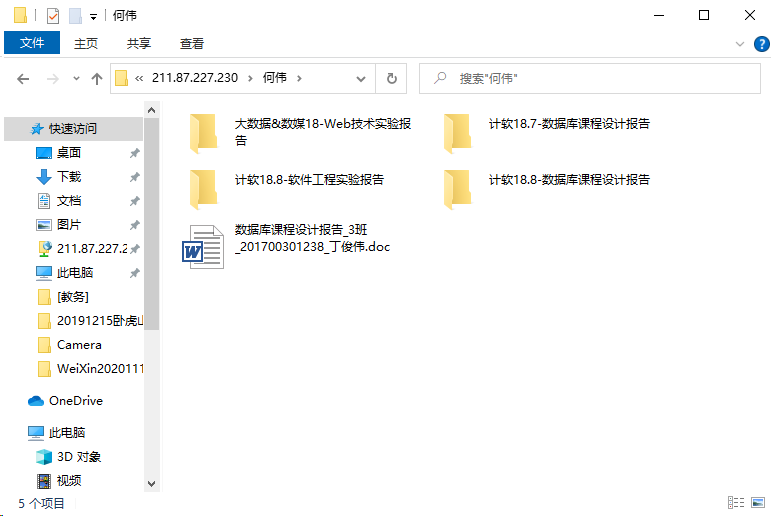 何伟
文件 主页 共享 查看
211.87.227.230 何伟
搜索"何伟"
快速访问
桌面
下载
文档
图片
211.87.227.2
此电脑
[教务]
20191215卧虎山
Camera
WeiXin2020111
OneDrive
此电脑
3D 对象
视频
大数据&数媒18-Web技术实验报
告
计软18.7-数据库课程设计报告
计软18.8-软件工程实验报告
计软18.8-数据库课程设计报告
数据库课程设计报告_3班
_201700301238_丁俊伟.doc
5 个项目